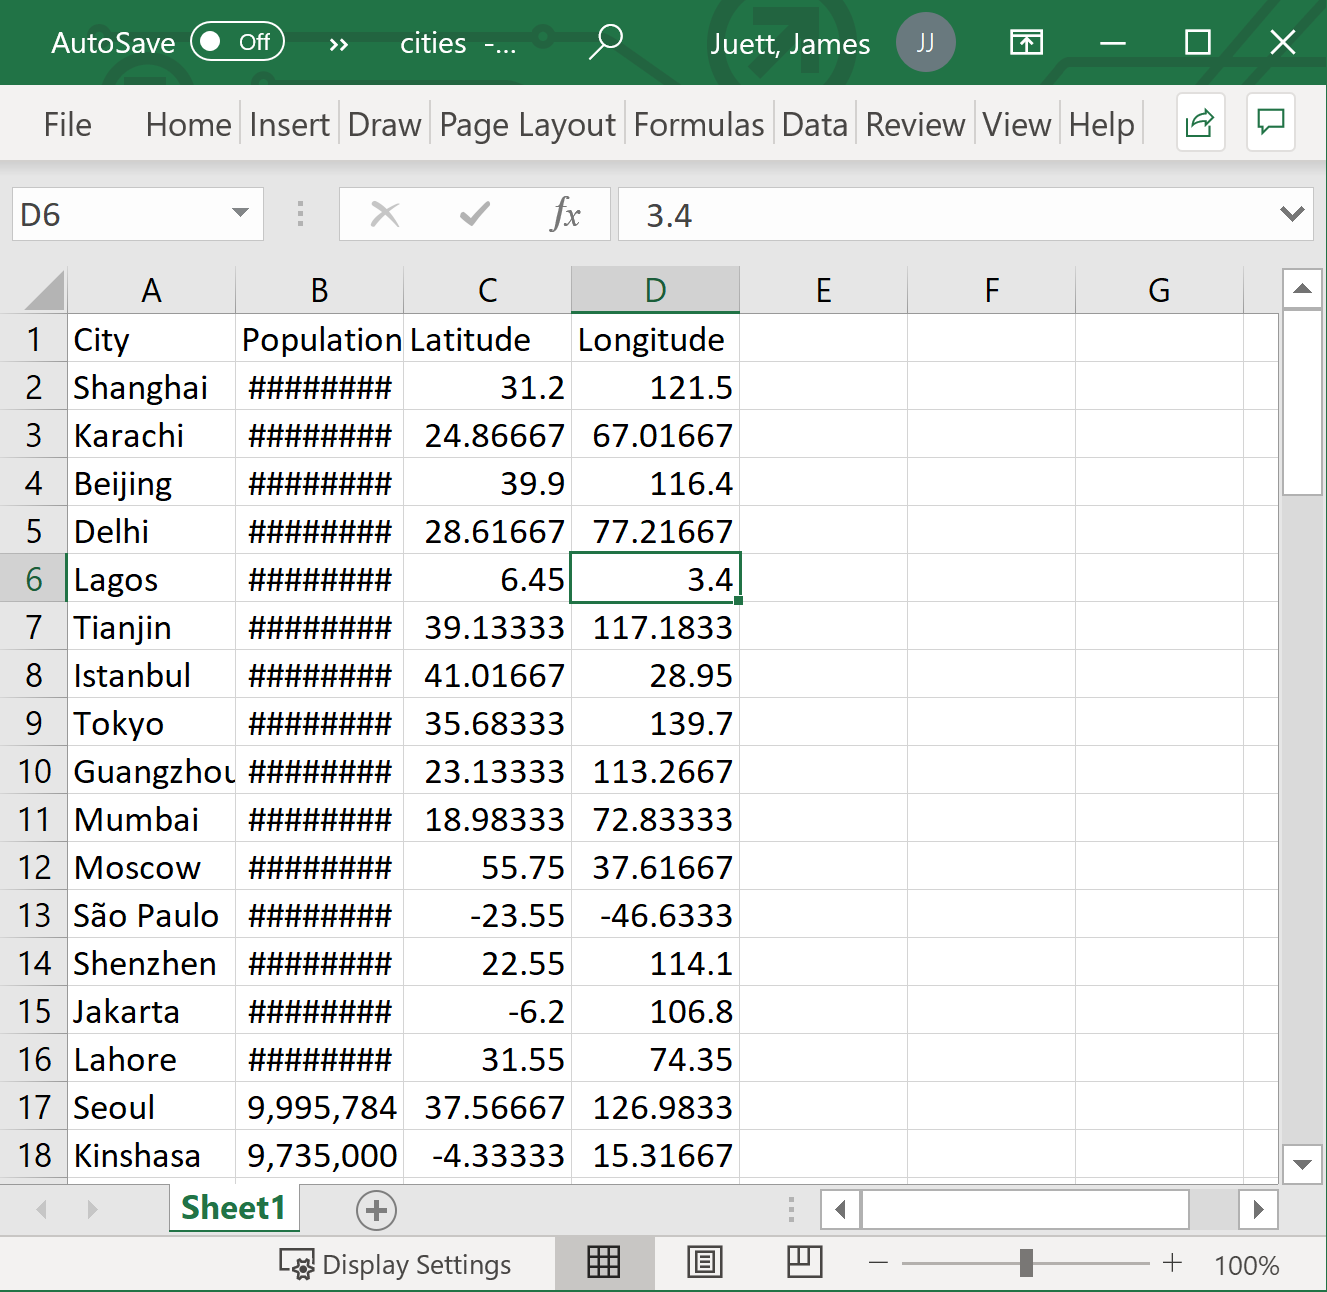 AutoSave Off » cities -... Juett, James JJ
File Home Insert Draw Page Layout Formulas Data Review View Help
D6 fx 3.4
A B C D E F G
1 City Population Latitude Longitude
2 Shanghai ######## 31.2 121.5
3 Karachi ######## 24.86667 67.01667
4 Beijing ######## 39.9 116.4
5 Delhi ######## 28.61667 77.21667
6 Lagos ######## 6.45 3.4
7 Tianjin ######## 39.13333 117.1833
8 Istanbul ######## 41.01667 28.95
9 Tokyo ######## 35.68333 139.7
10 Guangzhou ######## 23.13333 113.2667
11 Mumbai ######## 18.98333 72.83333
12 Moscow ######## 55.75 37.61667
13 São Paulo ######## -23.55 -46.6333
14 Shenzhen ######## 22.55 114.1
15 Jakarta ######## -6.2 106.8
16 Lahore ######## 31.55 74.35
17 Seoul 9,995,784 37.56667 126.9833
18 Kinshasa 9,735,000 -4.33333 15.31667
Sheet1
Display Settings 100%